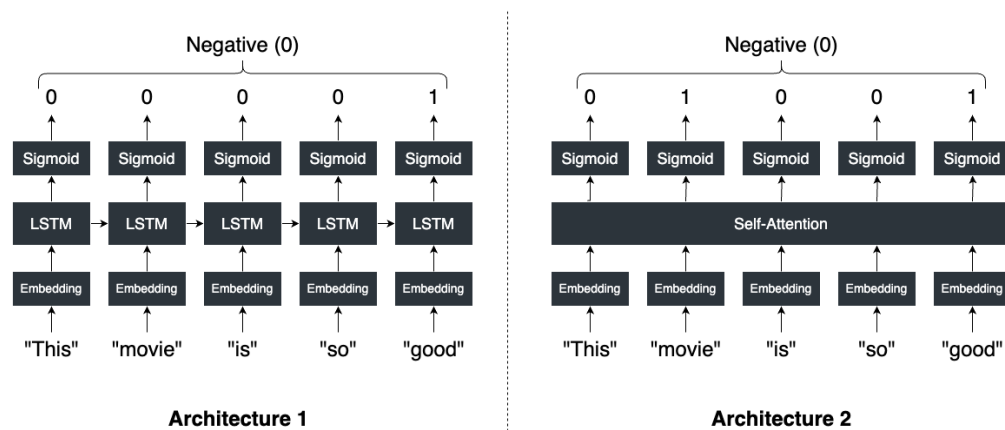 Negative (0)
0 0 0 0 1
Sigmoid Sigmoid Sigmoid Sigmoid Sigmoid
LSTM LSTM LSTM LSTM LSTM
Embedding Embedding Embedding Embedding Embedding
"This" "movie" "is" "so" "good"
Architecture 1
Negative (0)
0 1 0 0 1
Sigmoid Sigmoid Sigmoid Sigmoid Sigmoid
Self-Attention
Embedding Embedding Embedding Embedding Embedding
"This" "movie" "is" "so" "good"
Architecture 2